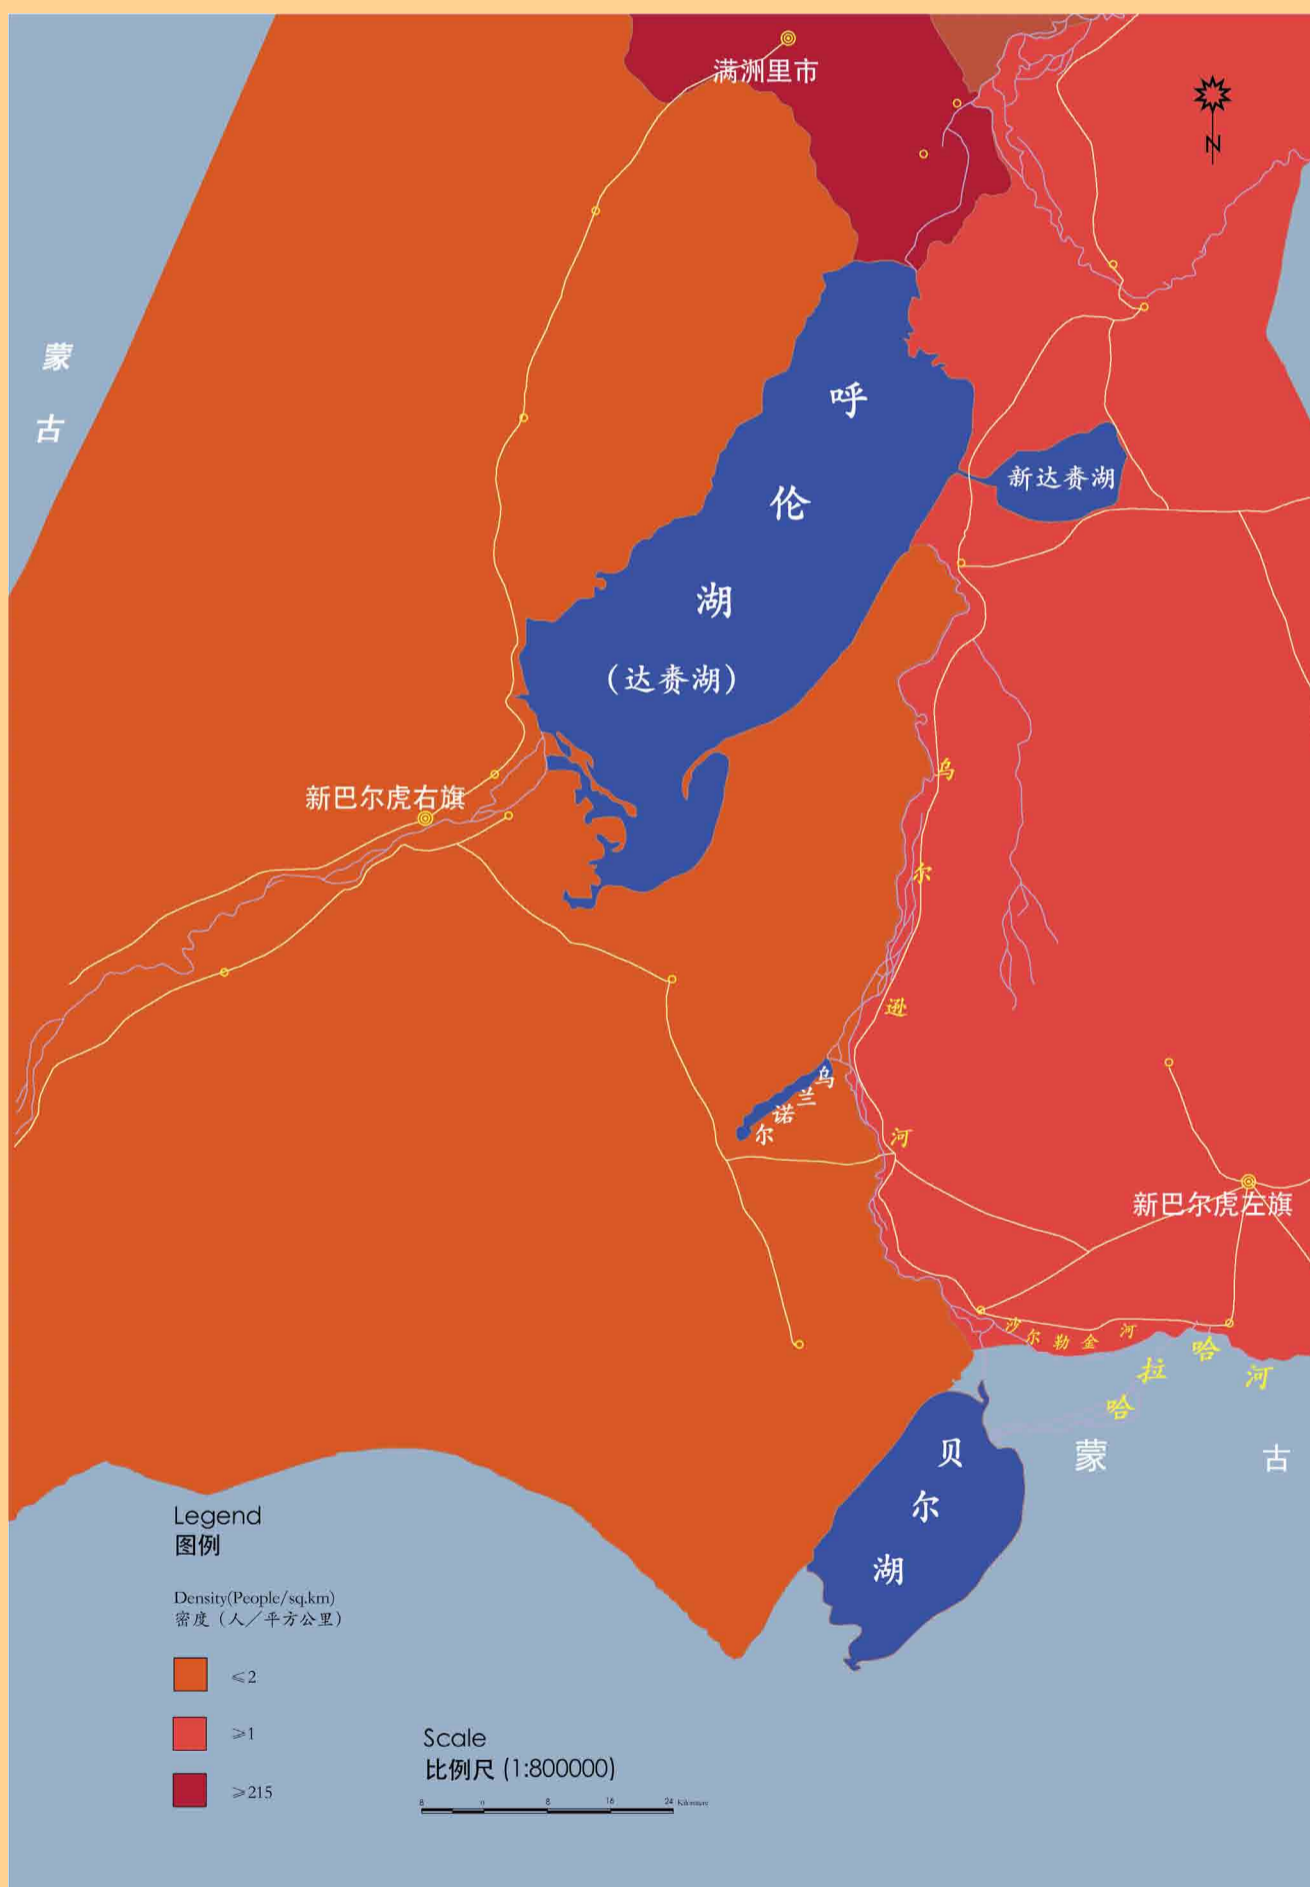 满洲里市
N
蒙
古
呼
伦
湖
(达赉湖)
新达赉湖
新巴尔虎右旗
乌
尔
逊
河
乌
兰
诺
尔
新巴尔虎左旗
沙尔勒金河
哈拉哈河
蒙 古
贝
尔
湖
Legend
图例
Density(People/sq.km)
密度（人／平方公里）
⩽2
⩾1
⩾215
Scale
比例尺 (1:800000)
8 0 8 16 24 Kilometers